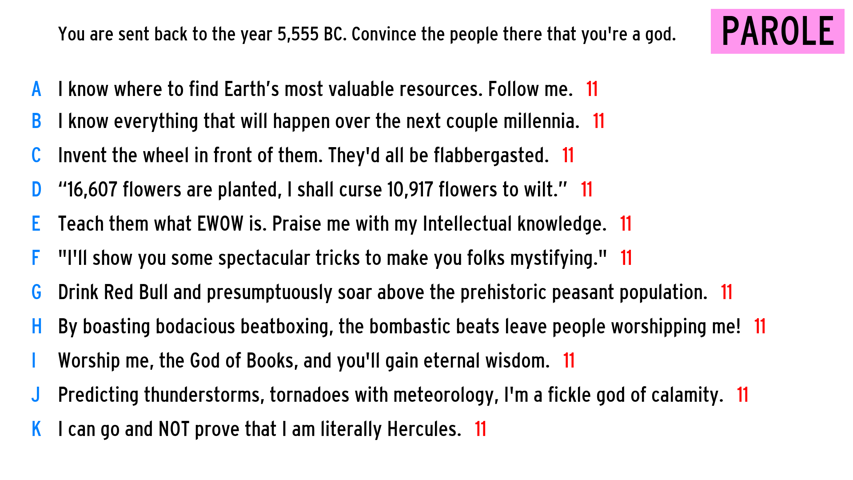 You are sent back to the year 5,555 BC. Convince the people there that you're a god.
PAROLE
A I know where to find Earth’s most valuable resources. Follow me. 11
B I know everything that will happen over the next couple millennia. 11
C Invent the wheel in front of them. They'd all be flabbergasted. 11
D “16,607 flowers are planted, I shall curse 10,917 flowers to wilt.” 11
E Teach them what EWOW is. Praise me with my Intellectual knowledge. 11
F "I'll show you some spectacular tricks to make you folks mystifying." 11
G Drink Red Bull and presumptuously soar above the prehistoric peasant population. 11
H By boasting bodacious beatboxing, the bombastic beats leave people worshipping me! 11
I Worship me, the God of Books, and you'll gain eternal wisdom. 11
J Predicting thunderstorms, tornadoes with meteorology, I'm a fickle god of calamity. 11
K I can go and NOT prove that I am literally Hercules. 11